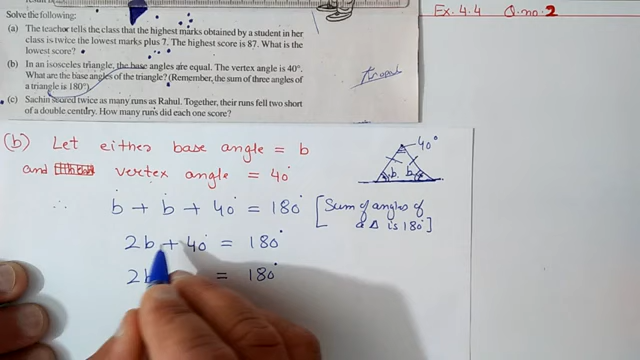 Ex. 4.4 Q. no. 2
Solve the following:
(a) The teacher tells the class that the highest marks obtained by a student in her
class is twice the lowest marks plus 7. The highest score is 87. What is the
lowest score?
(b) In an isosceles triangle, the base angles are equal. The vertex angle is 40°.
What are the base angles of the triangle? (Remember, the sum of three angles of
a triangle is 180°)
(c) Sachin scored twice as many runs as Rahul. Together, their runs fell two short
of a double century. How many runs did each one score?
(b) Let either base angle = b
and vertex angle = 40°
40°
b b
∴ b + b + 40° = 180° [Sum of angles of
a Δ is 180°]
2b + 40° = 180°
2b = 180°